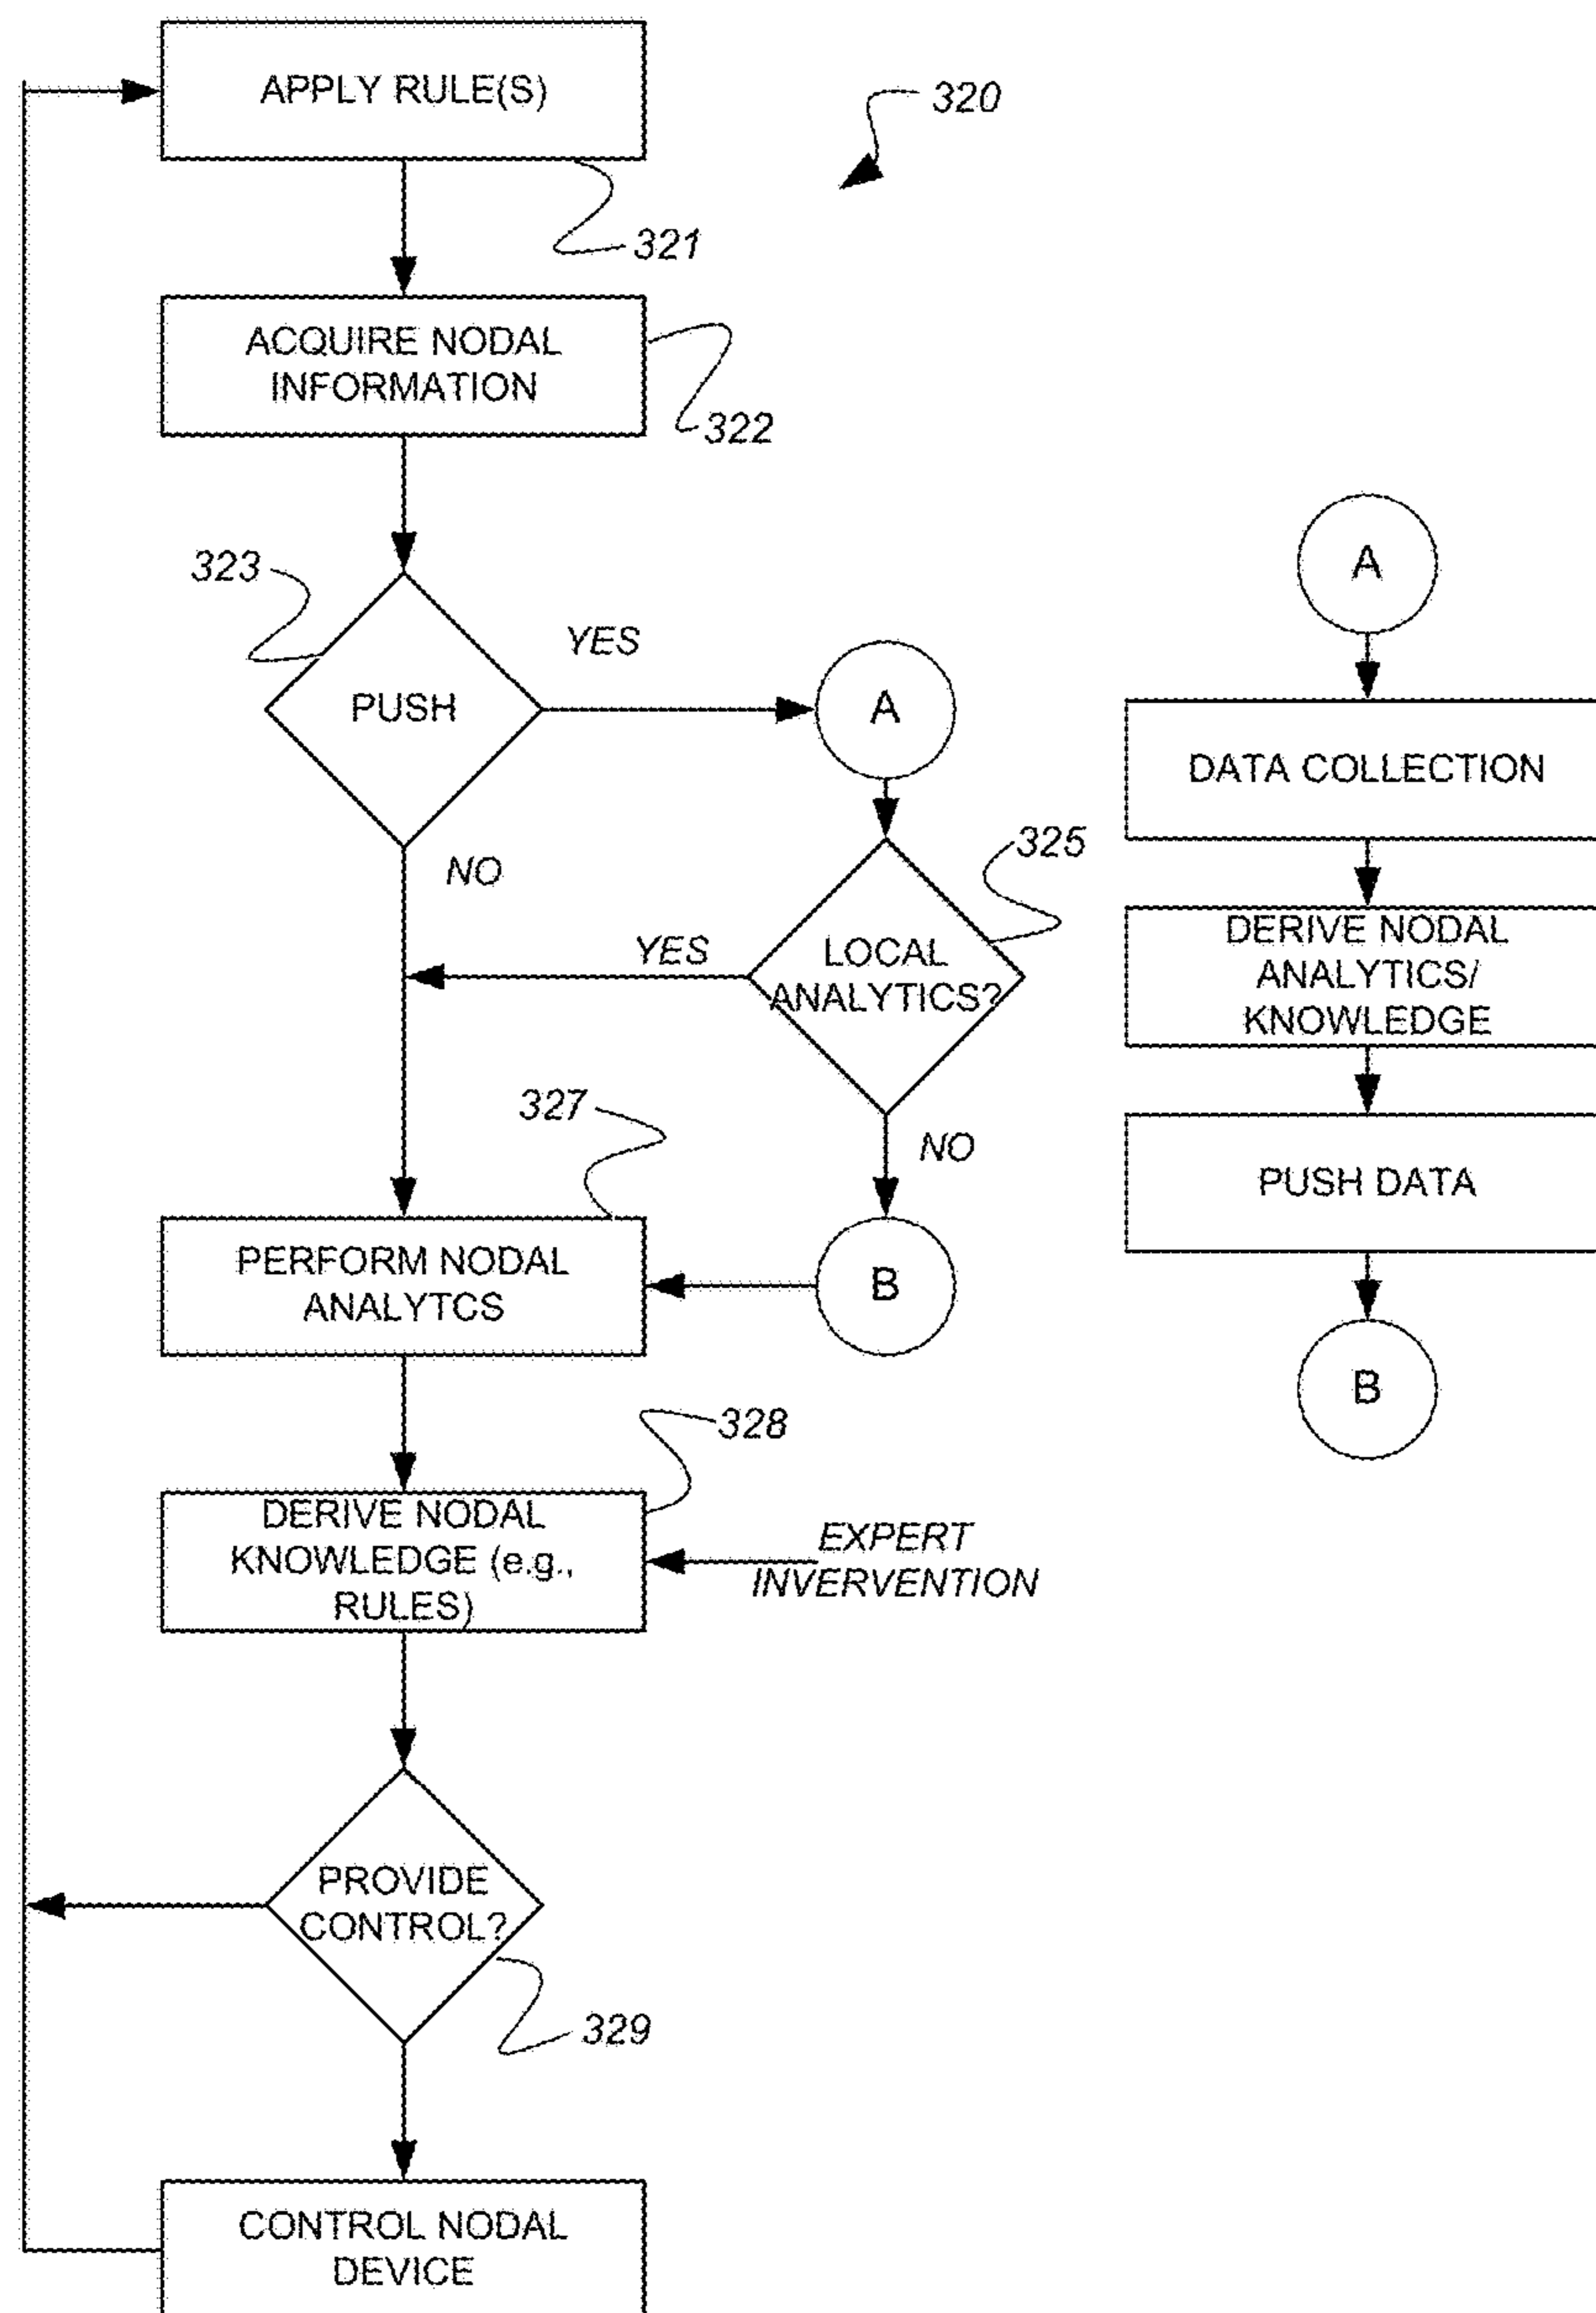 APPLY RULE(S)
320
321
ACQUIRE NODAL
INFORMATION
322
323
PUSH
YES
A
NO
325
LOCAL
ANALYTICS?
YES
NO
327
PERFORM NODAL
ANALYTCS
B
328
DERIVE NODAL
KNOWLEDGE (e.g.,
RULES)
EXPERT
INVERVENTION
PROVIDE
CONTROL?
329
CONTROL NODAL
DEVICE
A
DATA COLLECTION
DERIVE NODAL
ANALYTICS/
KNOWLEDGE
PUSH DATA
B